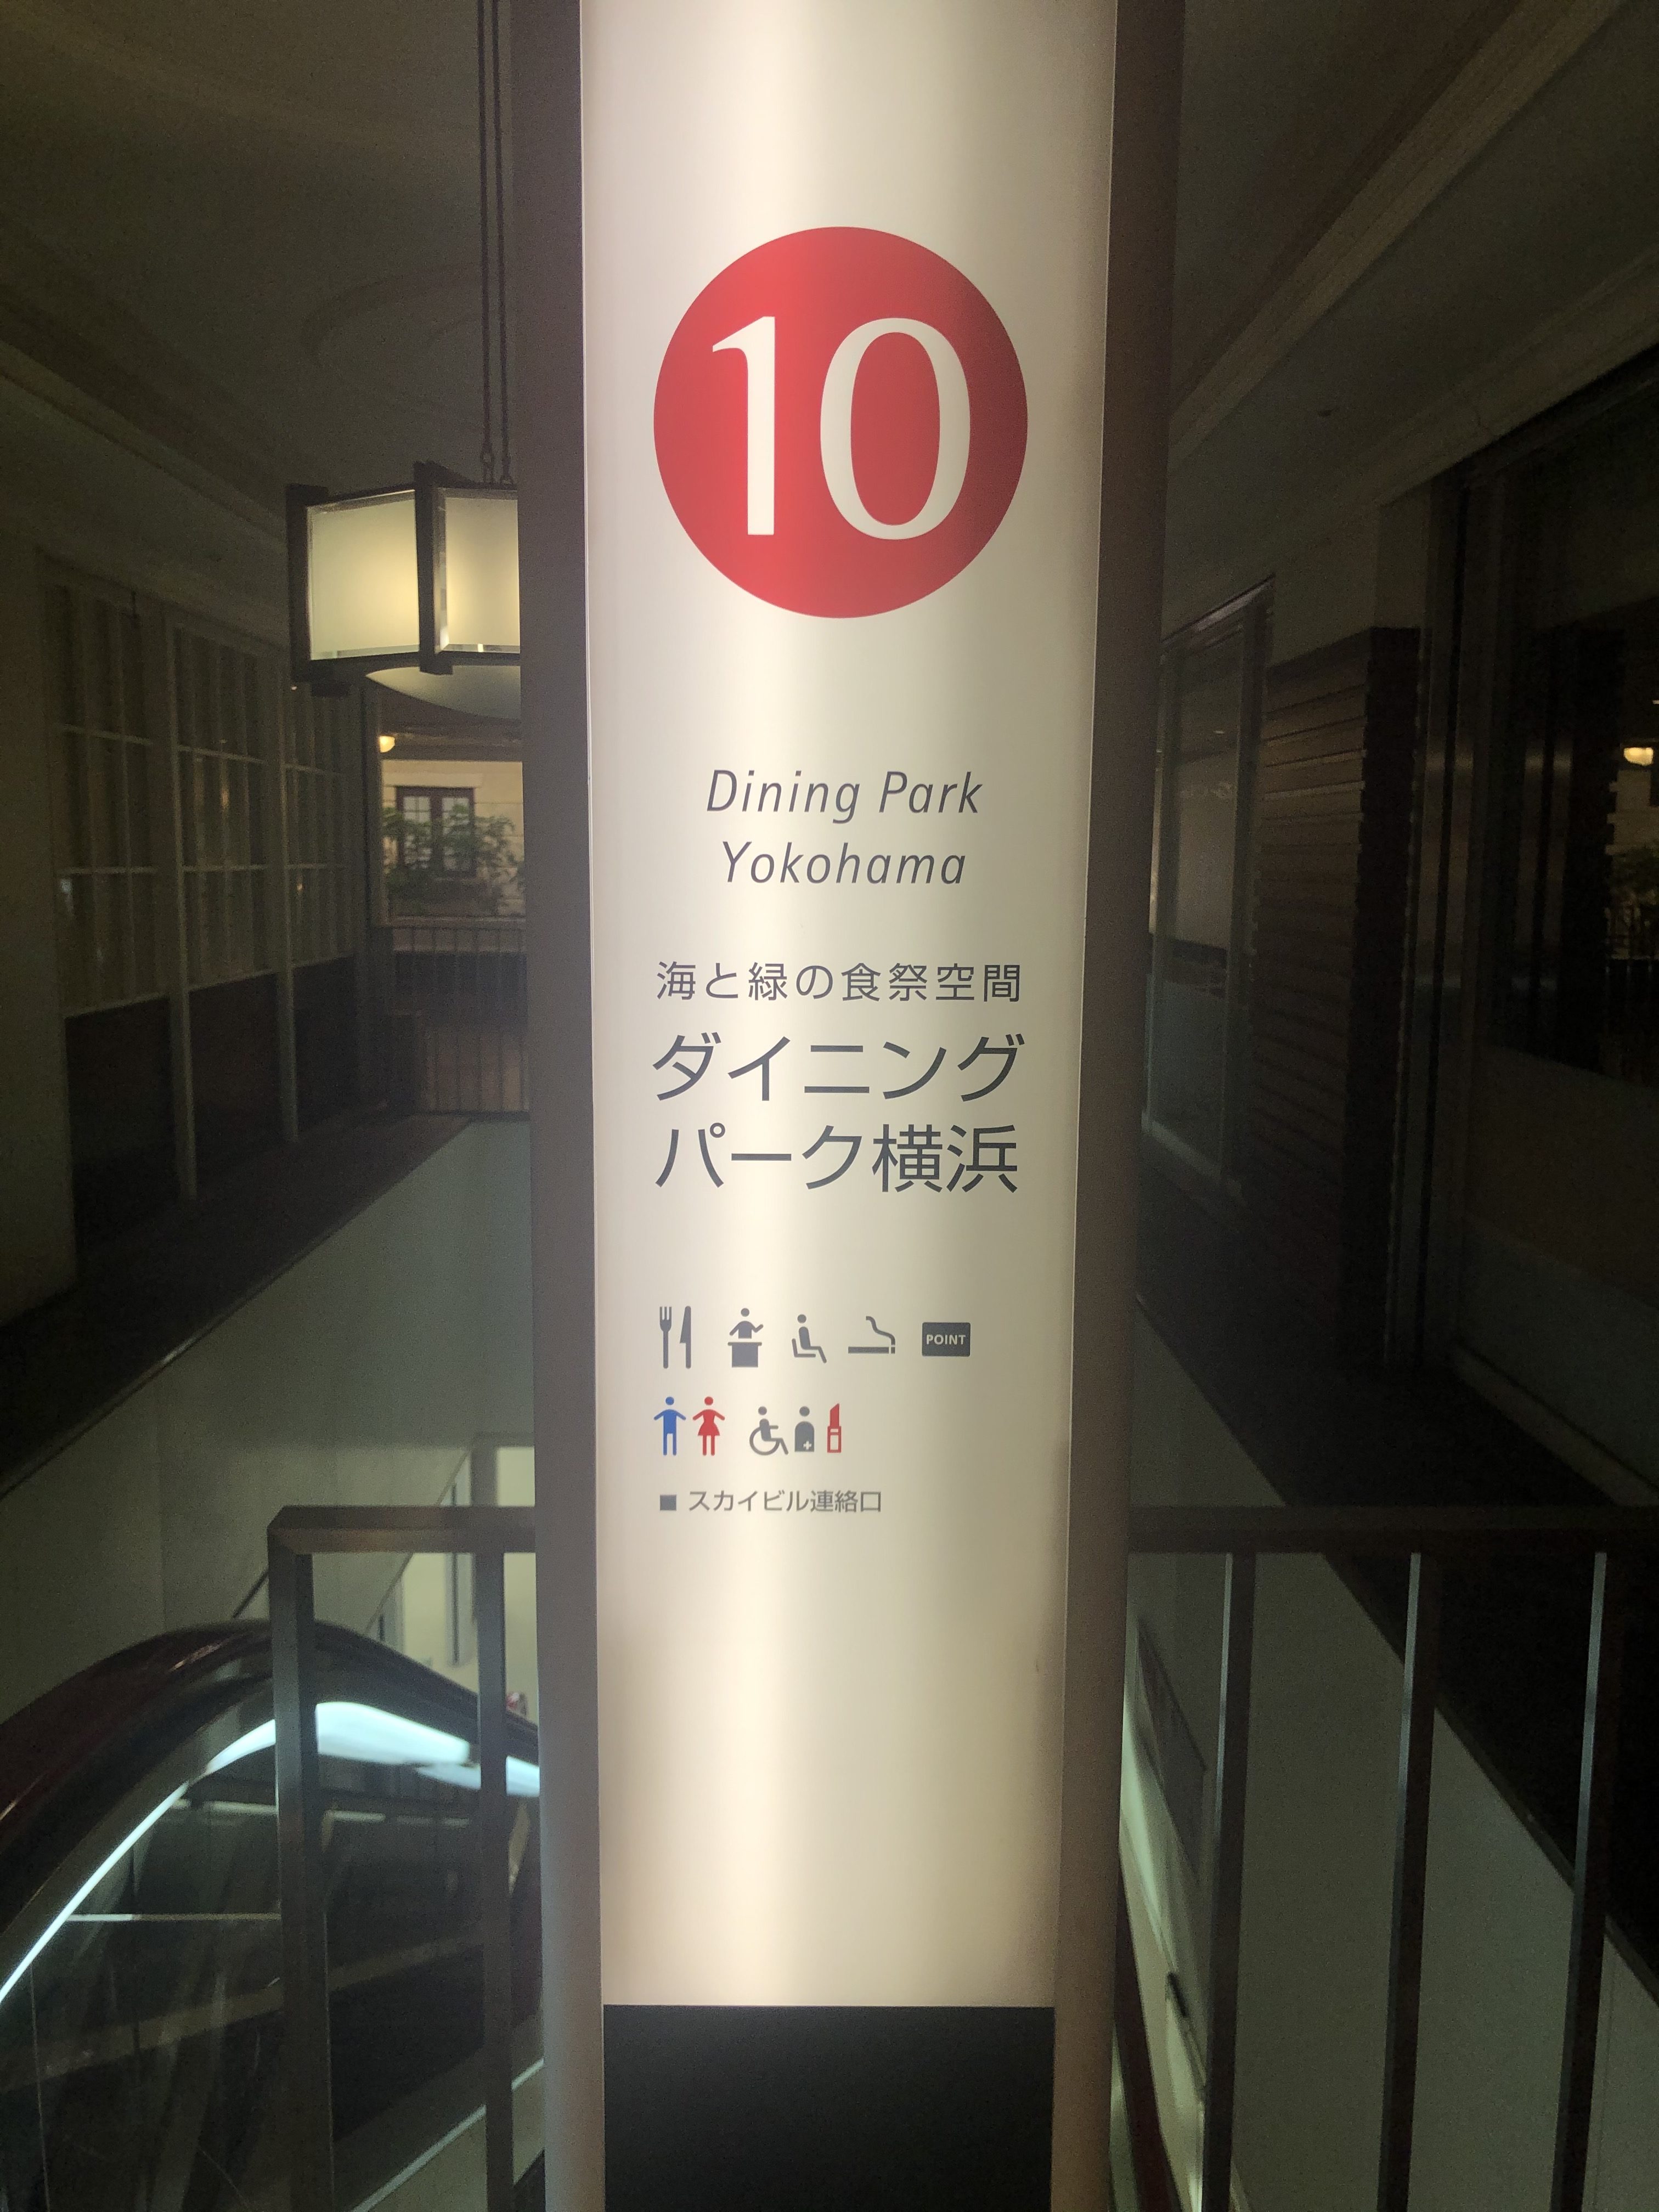 10
Dining Park
Yokohama
海と緑の食祭空間
ダイニング
パーク横浜
POINT
■ スカイビル連絡口